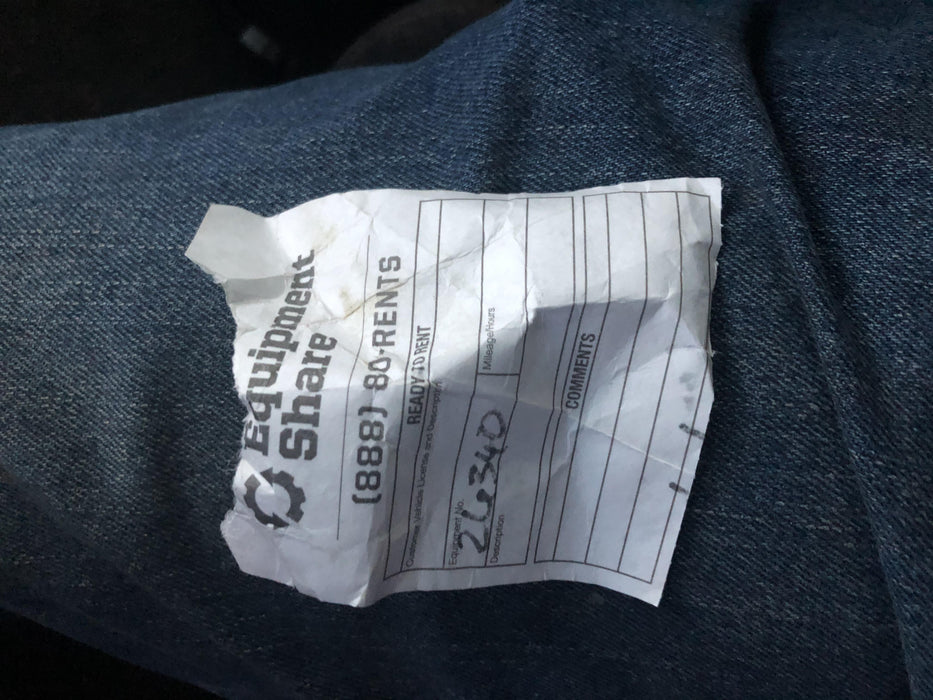 Equipment
Share
(888) 80-RENTS
READY TO RENT
Customer Vehicle License and Description
Equipment No.
Mileage/Hours
26340
Description
COMMENTS